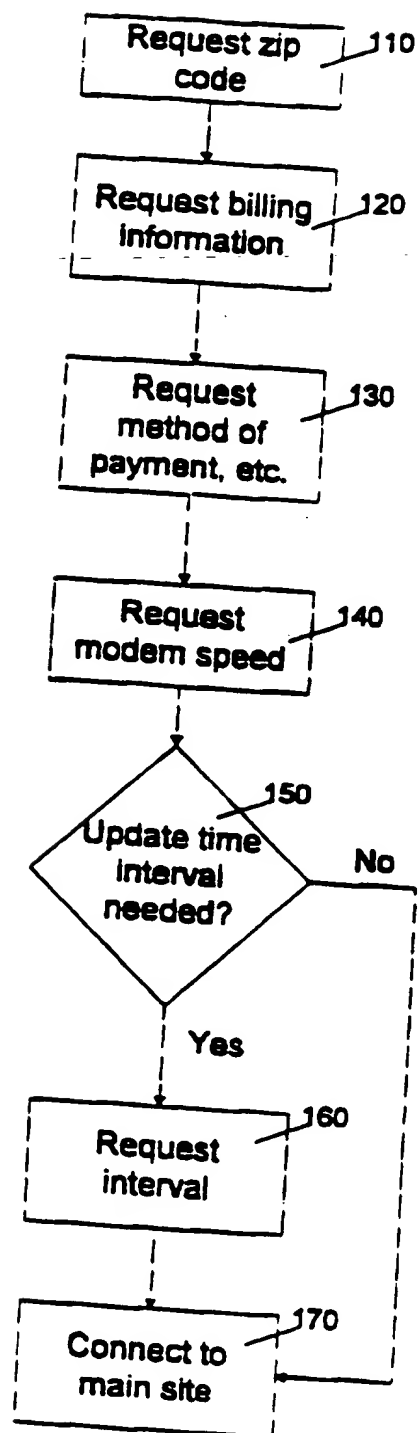 Request zip
code
110
Request billing
information
120
Request
method of
payment, etc.
130
Request
modem speed
140
150
Update time
interval
needed?
No
Yes
160
Request
interval
170
Connect to
main site